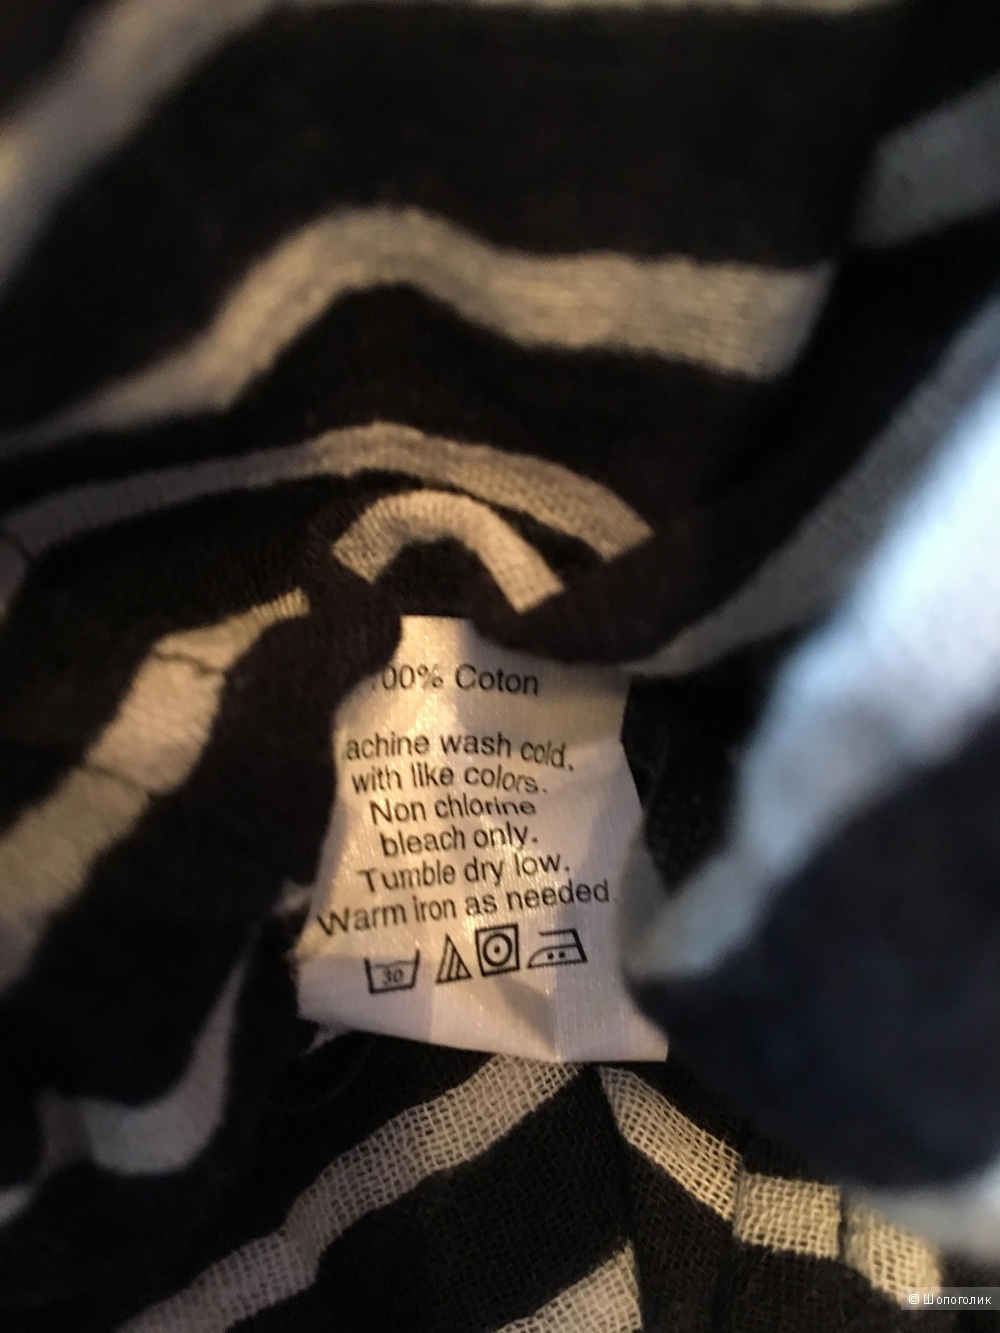 00% Coton
achine wash cold.
with like colors.
Non chlorine
bleach only.
Tumble dry low.
Warm iron as needed.
30
© Шопоголик